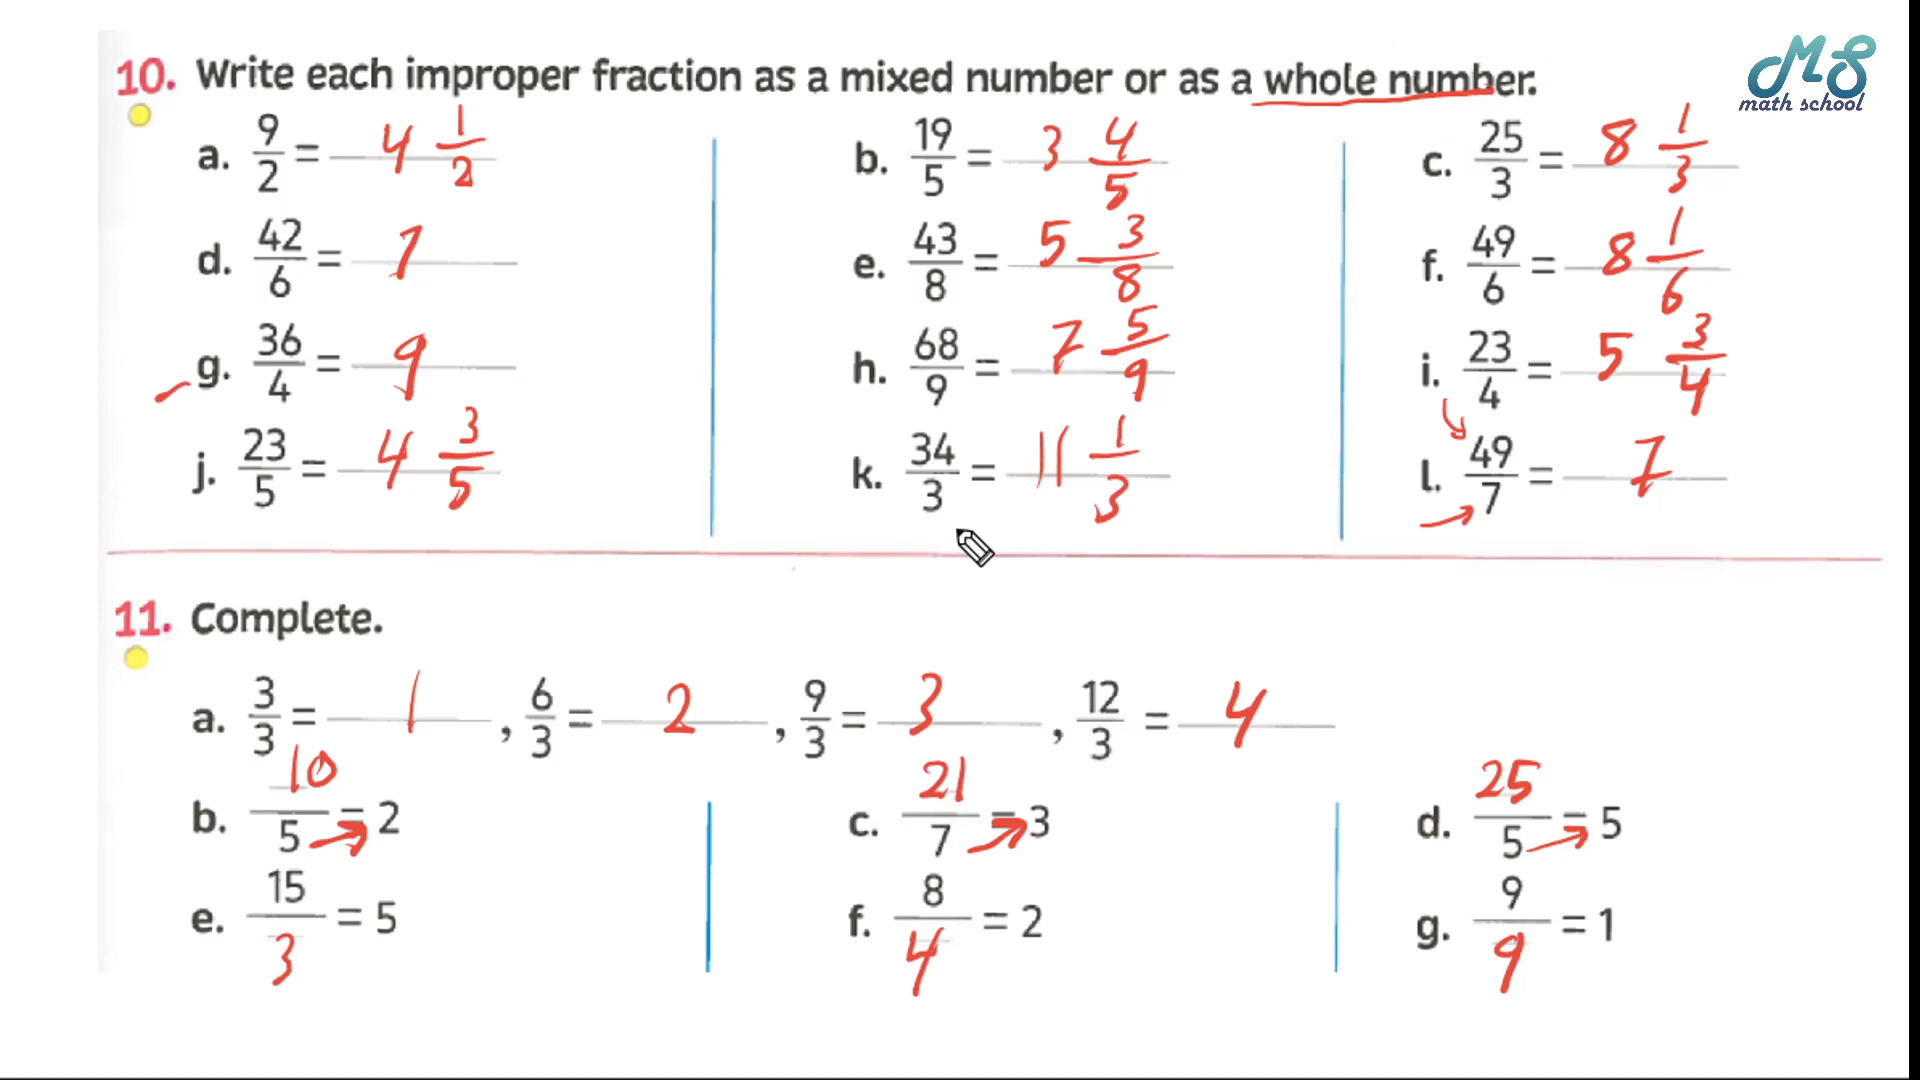 MS
math school
10. Write each improper fraction as a mixed number or as a whole number.
a. 9/2 = 4 1/2 b. 19/5 = 3 4/5 c. 25/3 = 8 1/3
d. 42/6 = 7 e. 43/8 = 5 3/8 f. 49/6 = 8 1/6
g. 36/4 = 9 h. 68/9 = 7 5/9 i. 23/4 = 5 3/4
j. 23/5 = 4 3/5 k. 34/3 = 11 1/3 l. 49/7 = 7
11. Complete.
a. 3/3 = 1 , 6/3 = 2 , 9/3 = 3 , 12/3 = 4
b. 10/5 = 2 c. 21/7 = 3 d. 25/5 = 5
e. 15/3 = 5 f. 8/4 = 2 g. 9/9 = 1